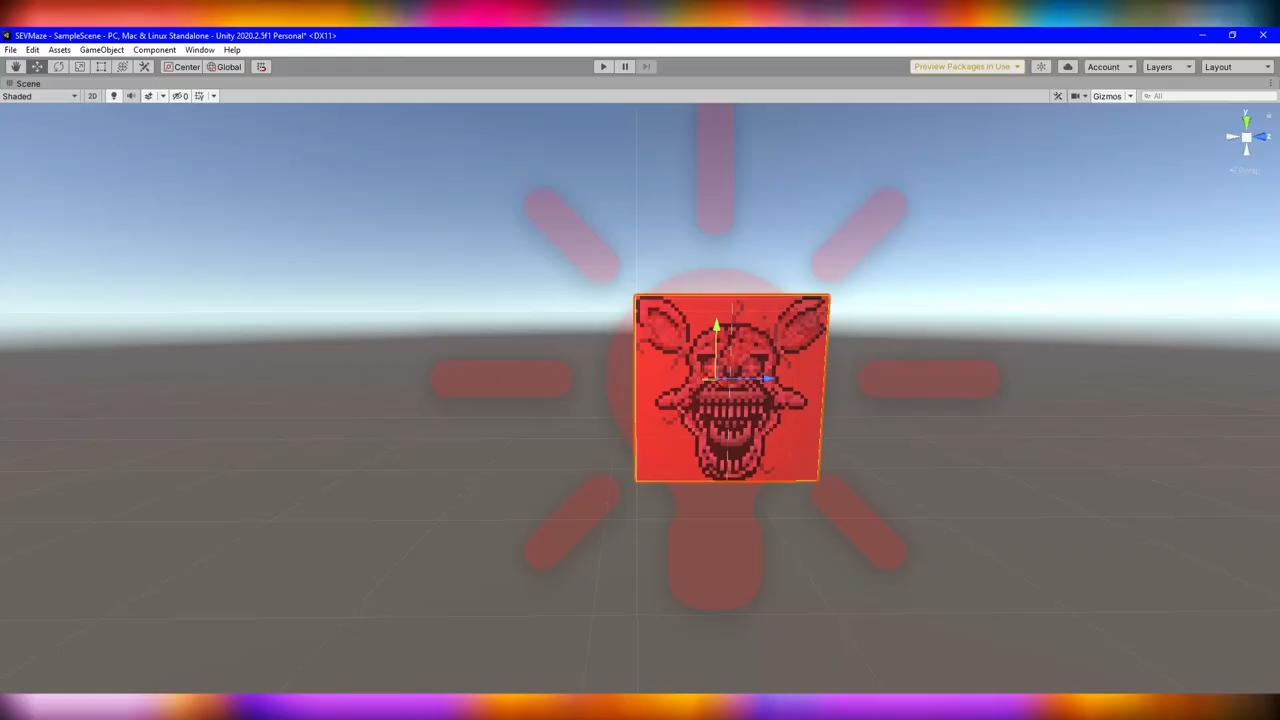 SEVMaze - SampleScene - PC, Mac & Linux Standalone - Unity 2020.2.5f1 Personal* <DX11>
File Edit Assets GameObject Component Window Help
Center Global Preview Packages in Use Account Layers Layout
Scene
Shaded 2D 0 Gizmos All
y
z
Persp